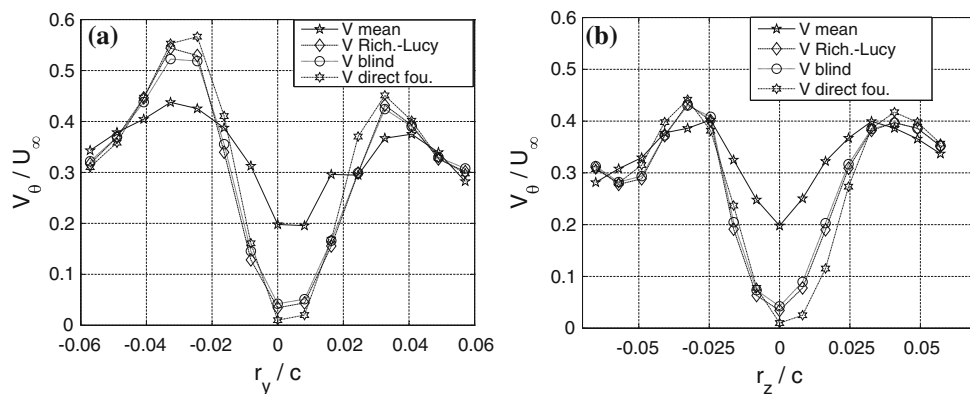 (a)
V mean
V Rich.-Lucy
V blind
V direct fou.
0.6
0.5
0.4
0.3
0.2
0.1
0
V_θ / U_∞
-0.06 -0.04 -0.02 0 0.02 0.04 0.06
r_y / c
(b)
V mean
V Rich.-Lucy
V blind
V direct fou.
0.6
0.5
0.4
0.3
0.2
0.1
0
V_θ / U_∞
-0.05 -0.025 0 0.025 0.05
r_z / c